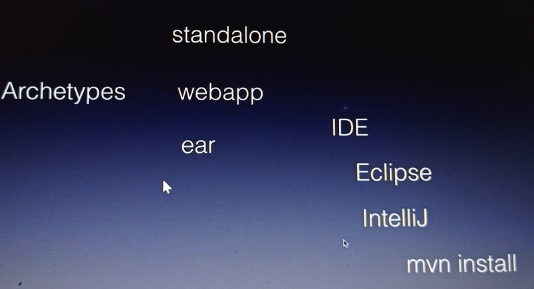 standalone
Archetypes webapp
IDE
ear
Eclipse
IntelliJ
mvn install